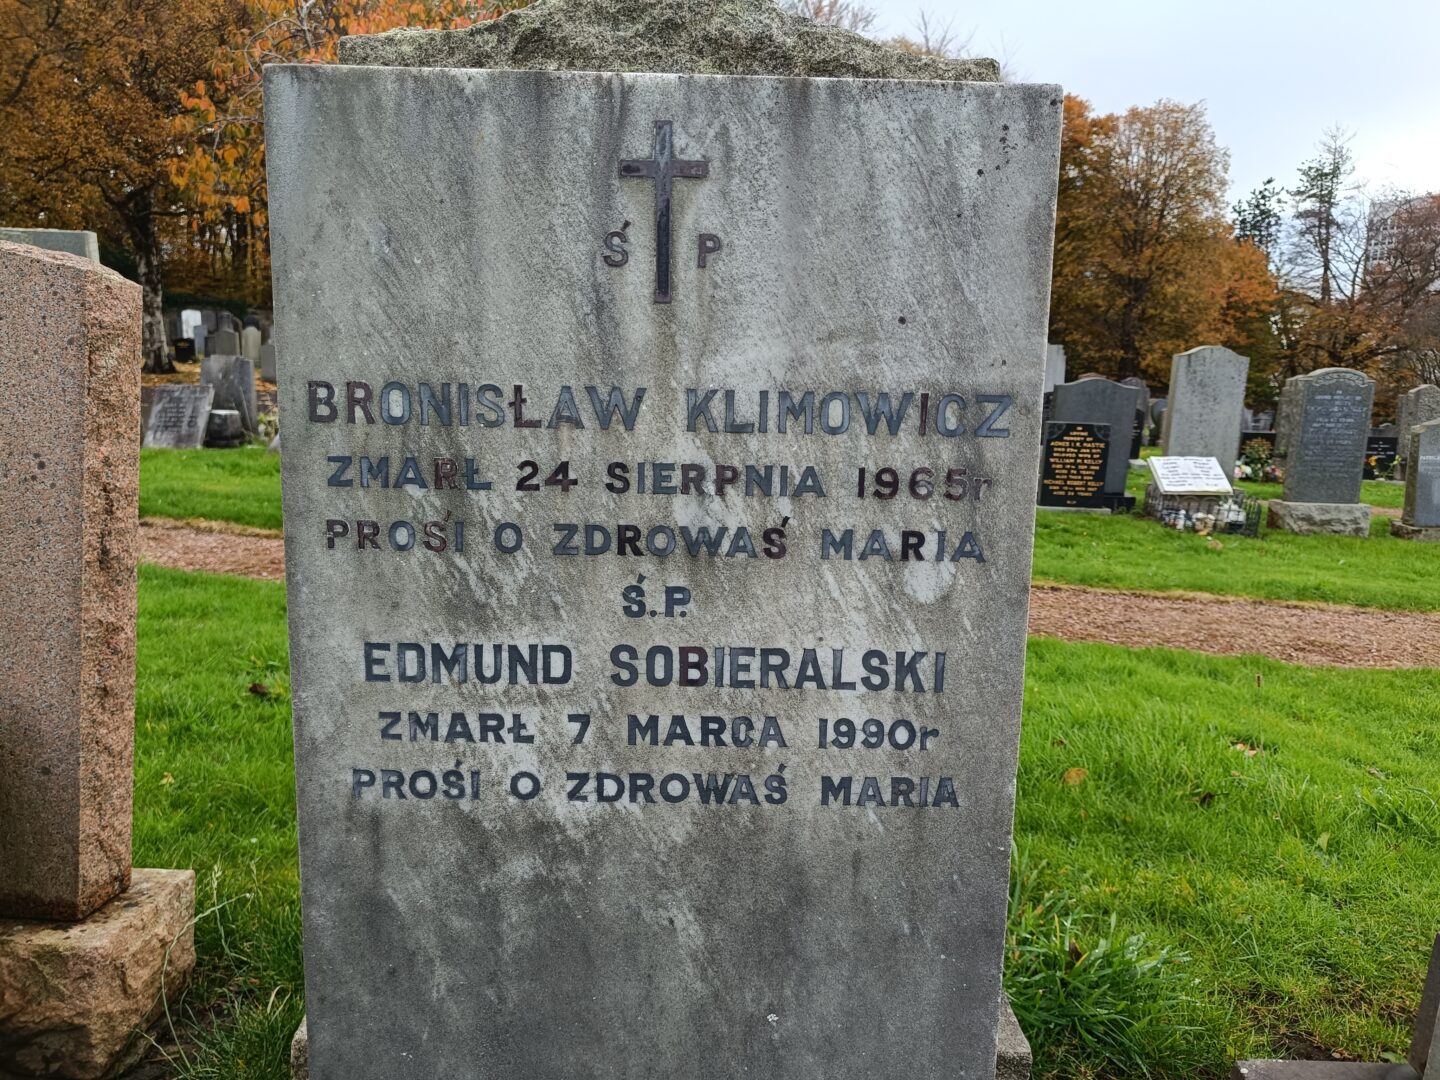 Ś P
BRONISŁAW KLIMOWICZ
ZMARŁ 24 SIERPNIA 1965r
PROŚI O ZDROWAŚ MARIA
Ś.P.
EDMUND SOBIERALSKI
ZMARŁ 7 MARCA 1990r
PROŚI O ZDROWAŚ MARIA